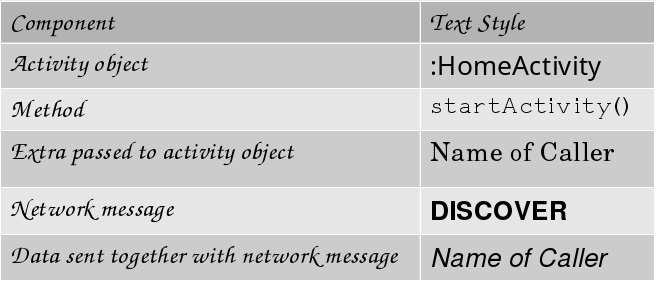 Component Text Style
Activity object :HomeActivity
Method startActivity()
Extra passed to activity object Name of Caller
Network message DISCOVER
Data sent together with network message Name of Caller